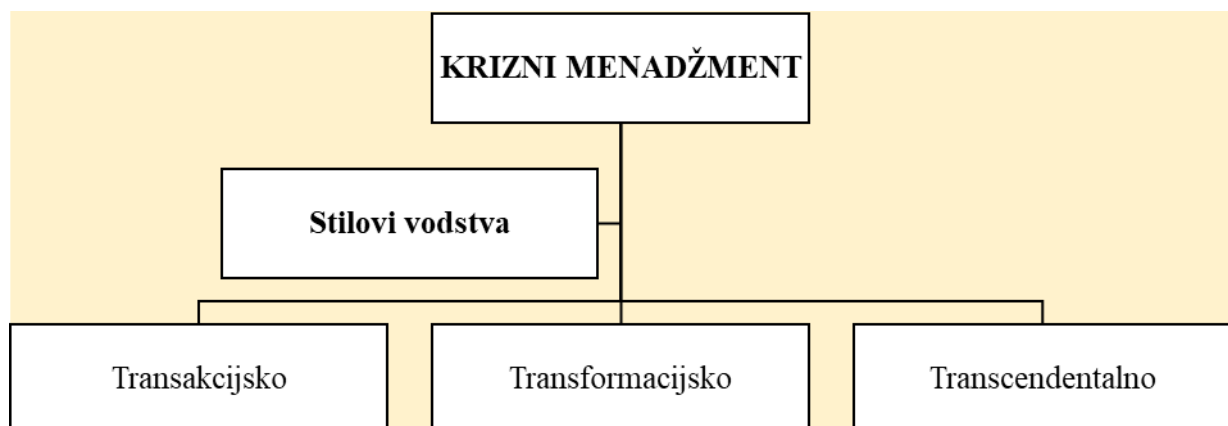 KRIZNI MENADŽMENT
Stilovi vodstva
Transakcijsko
Transformacijsko
Transcendentalno